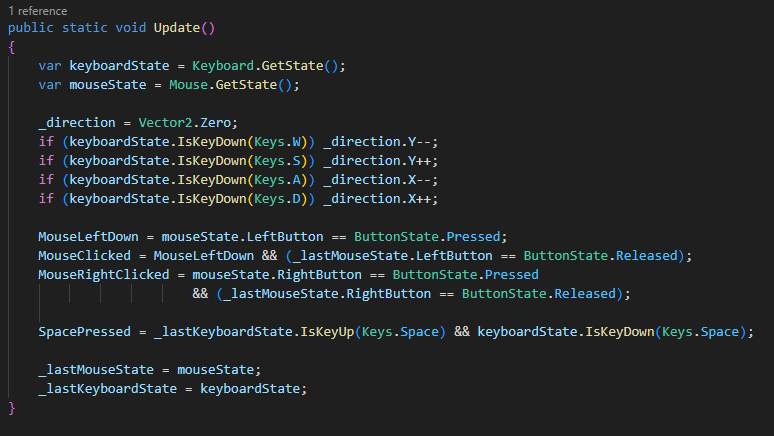 1 reference
public static void Update()
{
    var keyboardState = Keyboard.GetState();
    var mouseState = Mouse.GetState();

    _direction = Vector2.Zero;
    if (keyboardState.IsKeyDown(Keys.W)) _direction.Y--;
    if (keyboardState.IsKeyDown(Keys.S)) _direction.Y++;
    if (keyboardState.IsKeyDown(Keys.A)) _direction.X--;
    if (keyboardState.IsKeyDown(Keys.D)) _direction.X++;

    MouseLeftDown = mouseState.LeftButton == ButtonState.Pressed;
    MouseClicked = MouseLeftDown && (_lastMouseState.LeftButton == ButtonState.Released);
    MouseRightClicked = mouseState.RightButton == ButtonState.Pressed
                        && (_lastMouseState.RightButton == ButtonState.Released);

    SpacePressed = _lastKeyboardState.IsKeyUp(Keys.Space) && keyboardState.IsKeyDown(Keys.Space);

    _lastMouseState = mouseState;
    _lastKeyboardState = keyboardState;
}